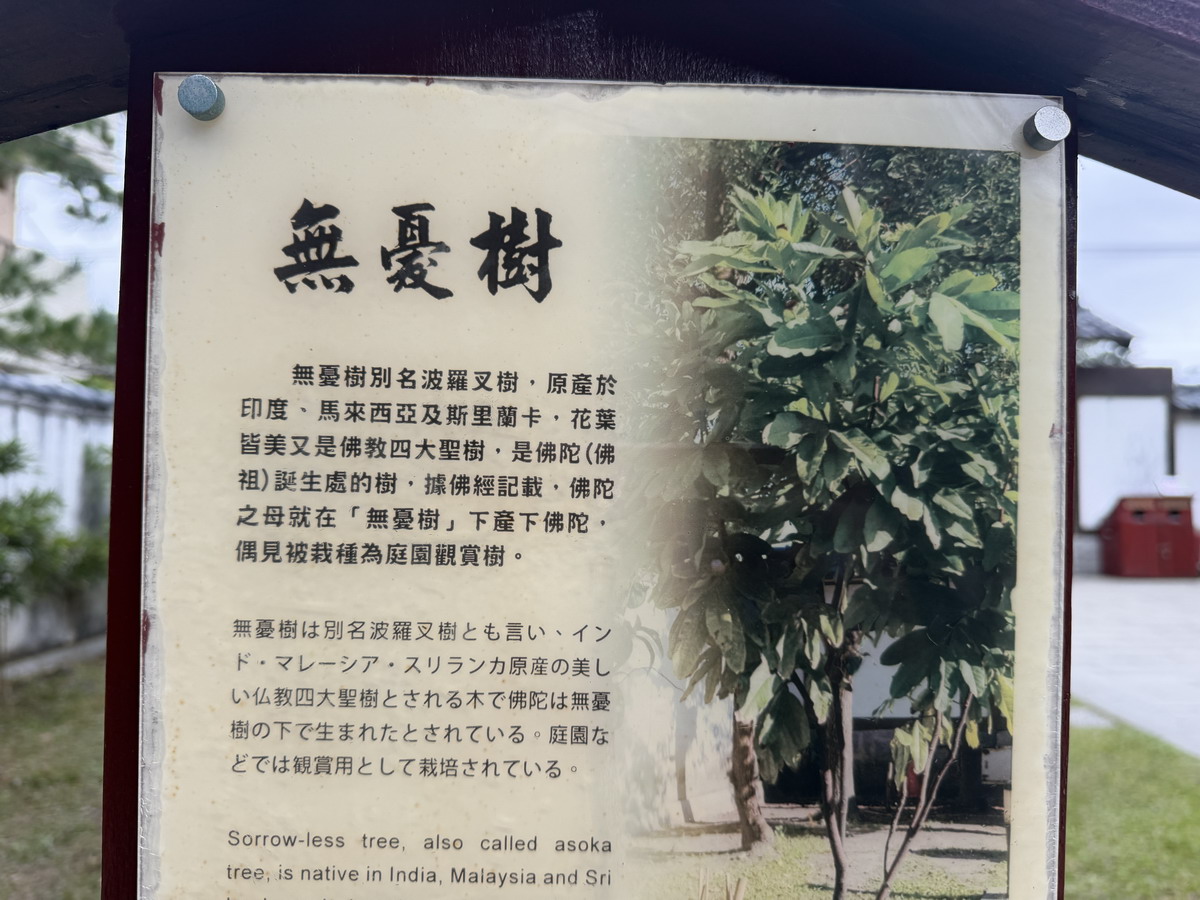 無憂樹
無憂樹別名波羅叉樹，原產於
印度、馬來西亞及斯里蘭卡，花葉
皆美又是佛教四大聖樹，是佛陀(佛
祖)誕生處的樹，據佛經記載，佛陀
之母就在「無憂樹」下產下佛陀，
偶見被栽種為庭園觀賞樹。
無憂樹は別名波羅叉樹とも言い、イン
ド・マレーシア・スリランカ原産の美し
い仏教四大聖樹とされる木で佛陀は無憂
樹の下で生まれたとされている。庭園な
どでは観賞用として栽培されている。
Sorrow-less tree, also called asoka
tree, is native in India, Malaysia and Sri